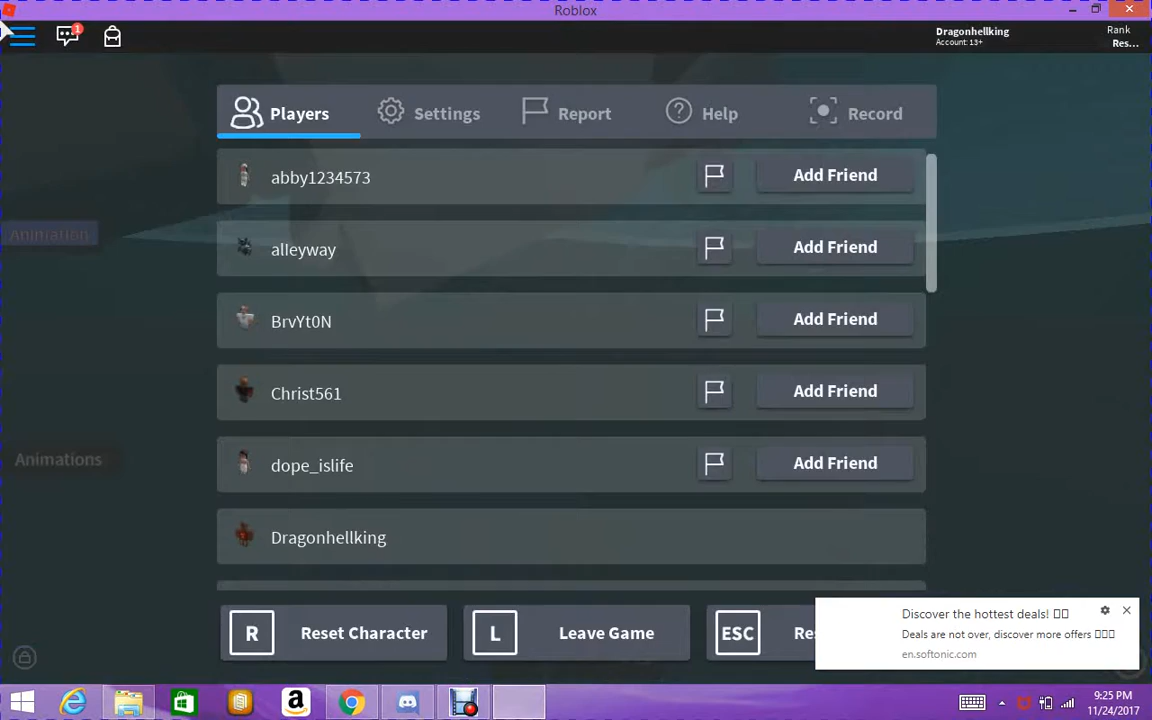 Roblox
1
Dragonhellking
Account: 13+
Rank
Res...
Players
Settings
Report
Help
Record
abby1234573
Add Friend
Animation
alleyway
Add Friend
BrvYt0N
Add Friend
Christ561
Add Friend
Animations
dope_islife
Add Friend
Dragonhellking
R
Reset Character
L
Leave Game
ESC
Res
Discover the hottest deals!
Deals are not over, discover more offers
en.softonic.com
9:25 PM
11/24/2017